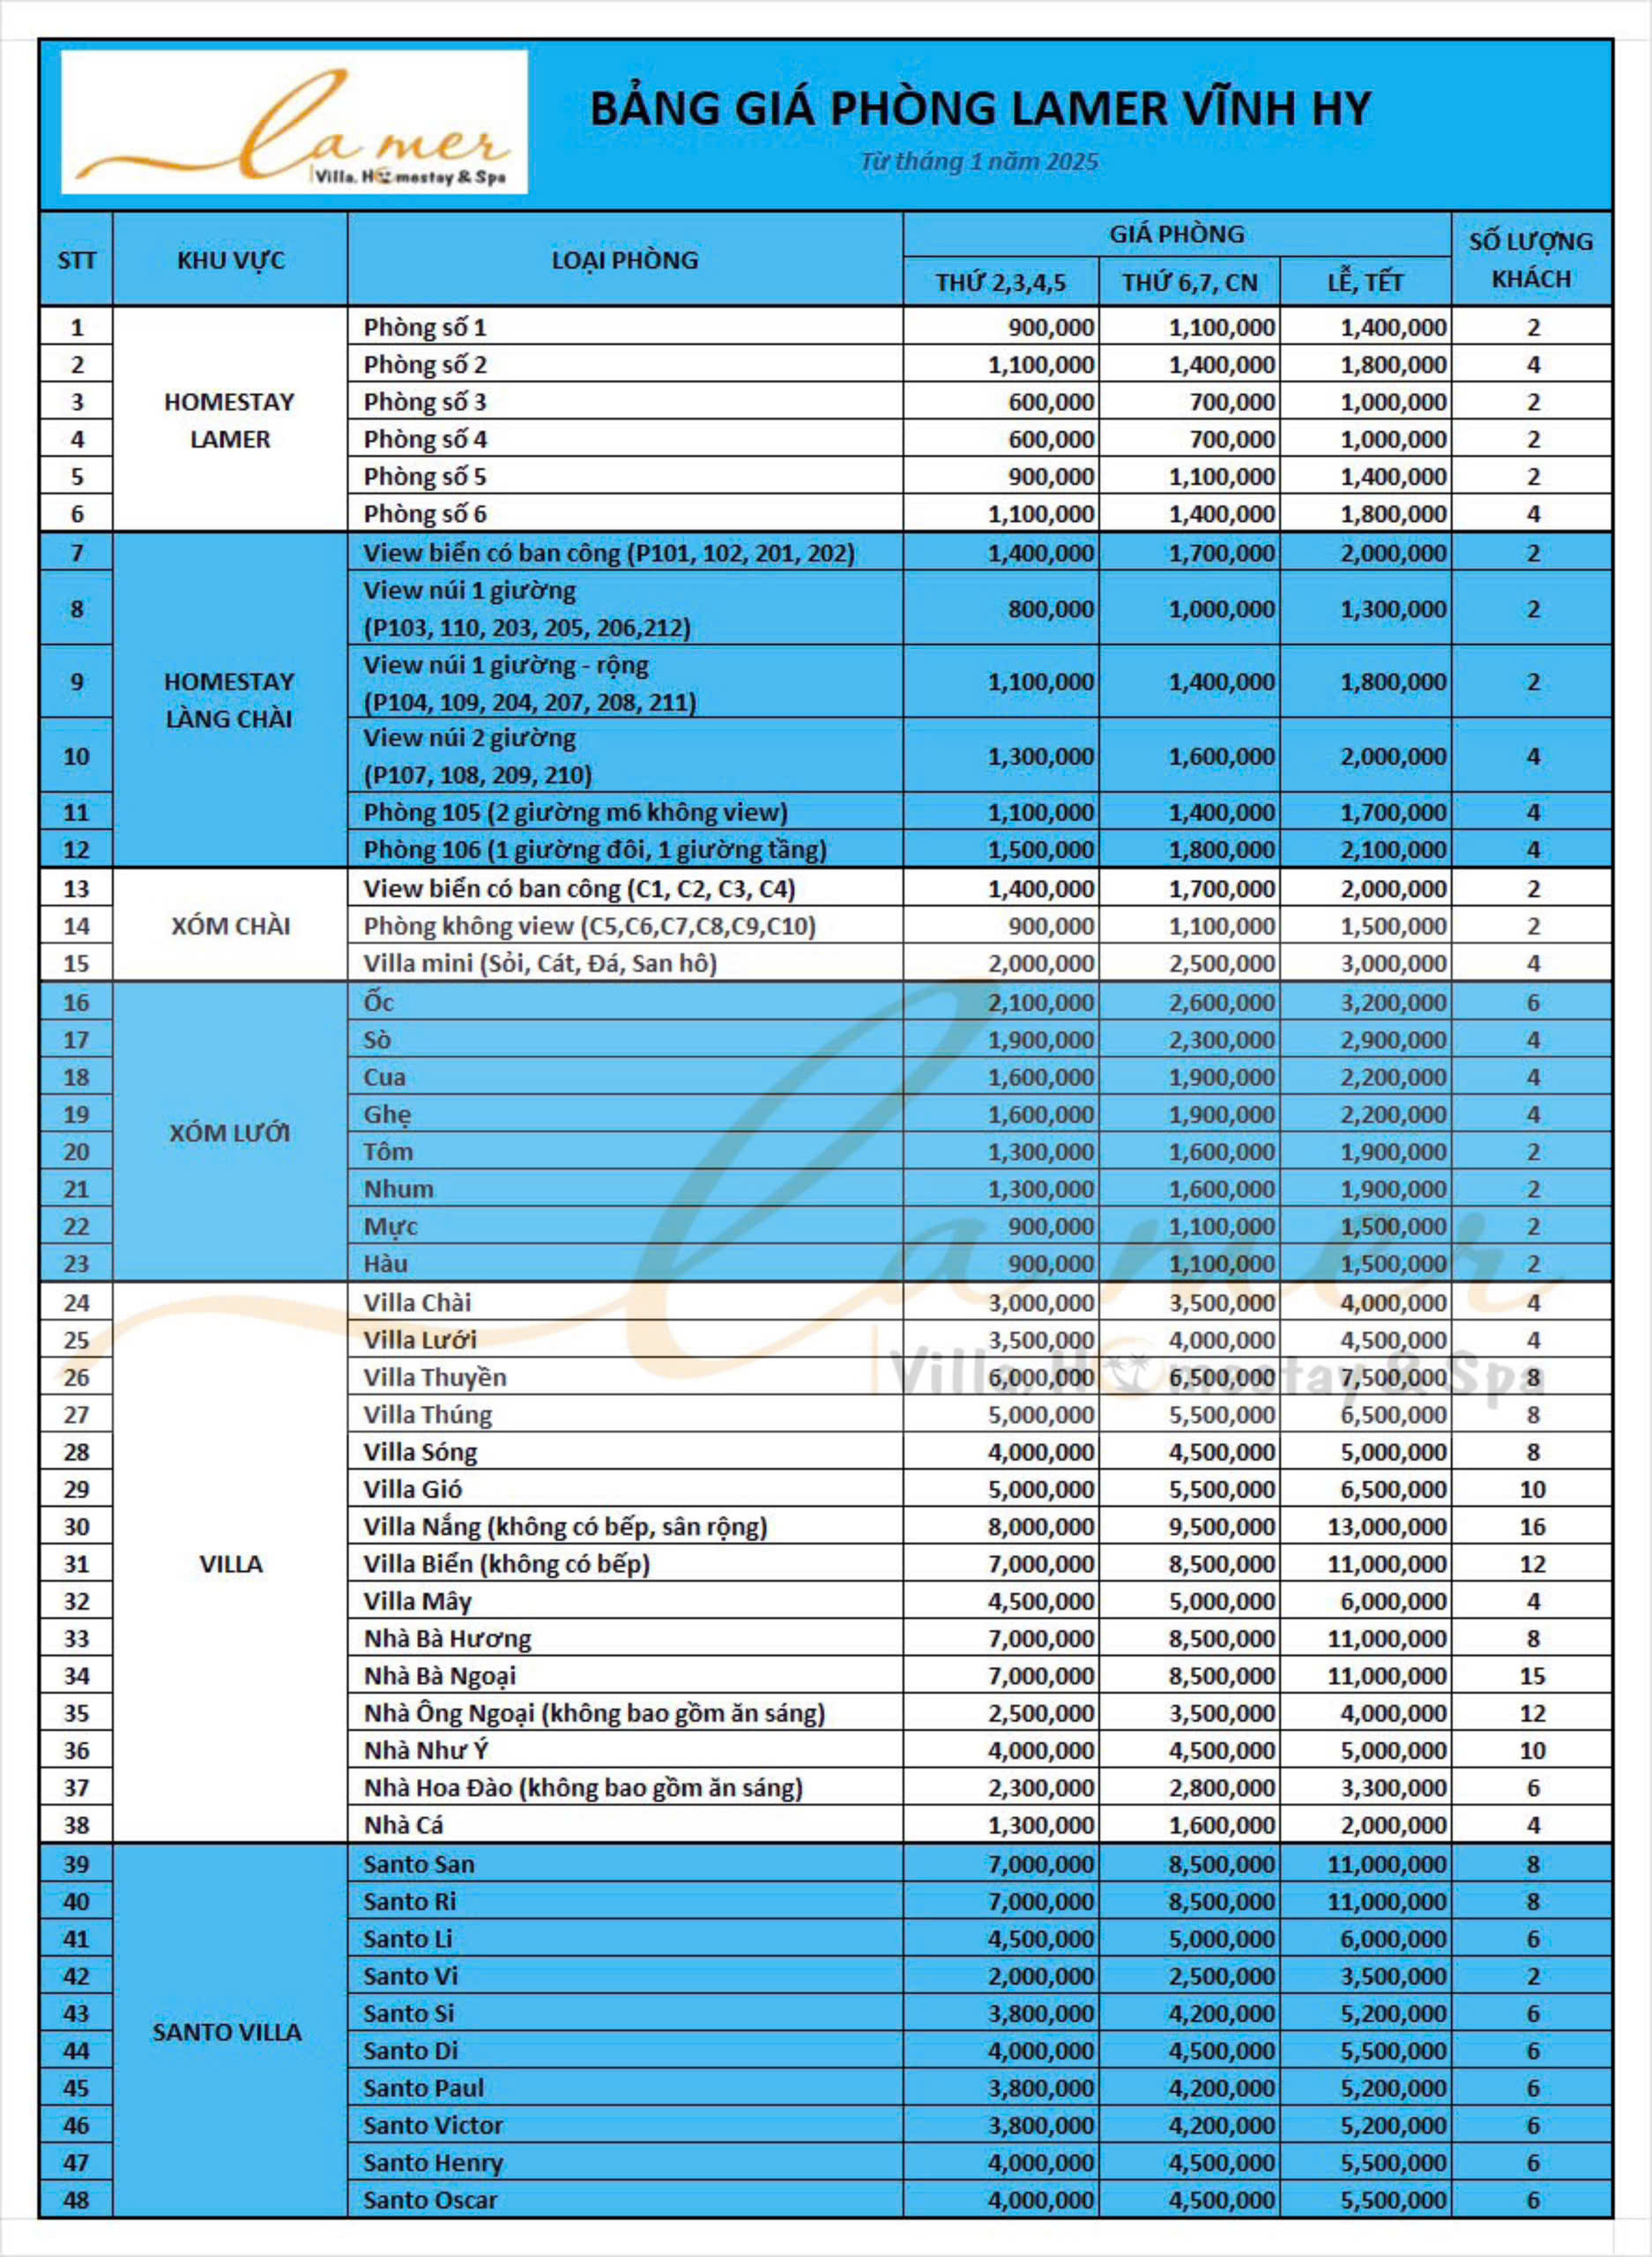 Lamer
Villa. Homestay & Spa
BẢNG GIÁ PHÒNG LAMER VĨNH HY
Từ tháng 1 năm 2025
STT KHU VỰC LOẠI PHÒNG GIÁ PHÒNG SỐ LƯỢNG KHÁCH
THỨ 2,3,4,5 THỨ 6,7, CN LỄ, TẾT
HOMESTAY LAMER
1 Phòng số 1 900,000 1,100,000 1,400,000 2
2 Phòng số 2 1,100,000 1,400,000 1,800,000 4
3 Phòng số 3 600,000 700,000 1,000,000 2
4 Phòng số 4 600,000 700,000 1,000,000 2
5 Phòng số 5 900,000 1,100,000 1,400,000 2
6 Phòng số 6 1,100,000 1,400,000 1,800,000 4
HOMESTAY LÀNG CHÀI
7 View biển có ban công (P101, 102, 201, 202) 1,400,000 1,700,000 2,000,000 2
8 View núi 1 giường
(P103, 110, 203, 205, 206,212) 800,000 1,000,000 1,300,000 2
9 View núi 1 giường - rộng
(P104, 109, 204, 207, 208, 211) 1,100,000 1,400,000 1,800,000 2
10 View núi 2 giường
(P107, 108, 209, 210) 1,300,000 1,600,000 2,000,000 4
11 Phòng 105 (2 giường m6 không view) 1,100,000 1,400,000 1,700,000 4
12 Phòng 106 (1 giường đôi, 1 giường tầng) 1,500,000 1,800,000 2,100,000 4
XÓM CHÀI
13 View biển có ban công (C1, C2, C3, C4) 1,400,000 1,700,000 2,000,000 2
14 Phòng không view (C5,C6,C7,C8,C9,C10) 900,000 1,100,000 1,500,000 2
15 Villa mini (Sỏi, Cát, Đá, San hô) 2,000,000 2,500,000 3,000,000 4
XÓM LƯỚI
16 Ốc 2,100,000 2,600,000 3,200,000 6
17 Sò 1,900,000 2,300,000 2,900,000 4
18 Cua 1,600,000 1,900,000 2,200,000 4
19 Ghẹ 1,600,000 1,900,000 2,200,000 4
20 Tôm 1,300,000 1,600,000 1,900,000 2
21 Nhum 1,300,000 1,600,000 1,900,000 2
22 Mực 900,000 1,100,000 1,500,000 2
23 Hàu 900,000 1,100,000 1,500,000 2
VILLA
24 Villa Chài 3,000,000 3,500,000 4,000,000 4
25 Villa Lưới 3,500,000 4,000,000 4,500,000 4
26 Villa Thuyền 6,000,000 6,500,000 7,500,000 8
27 Villa Thúng 5,000,000 5,500,000 6,500,000 8
28 Villa Sóng 4,000,000 4,500,000 5,000,000 8
29 Villa Gió 5,000,000 5,500,000 6,500,000 10
30 Villa Nắng (không có bếp, sân rộng) 8,000,000 9,500,000 13,000,000 16
31 Villa Biển (không có bếp) 7,000,000 8,500,000 11,000,000 12
32 Villa Mây 4,500,000 5,000,000 6,000,000 4
33 Nhà Bà Hương 7,000,000 8,500,000 11,000,000 8
34 Nhà Bà Ngoại 7,000,000 8,500,000 11,000,000 15
35 Nhà Ông Ngoại (không bao gồm ăn sáng) 2,500,000 3,500,000 4,000,000 12
36 Nhà Như Ý 4,000,000 4,500,000 5,000,000 10
37 Nhà Hoa Đào (không bao gồm ăn sáng) 2,300,000 2,800,000 3,300,000 6
38 Nhà Cá 1,300,000 1,600,000 2,000,000 4
SANTO VILLA
39 Santo San 7,000,000 8,500,000 11,000,000 8
40 Santo Ri 7,000,000 8,500,000 11,000,000 8
41 Santo Li 4,500,000 5,000,000 6,000,000 6
42 Santo Vi 2,000,000 2,500,000 3,500,000 2
43 Santo Si 3,800,000 4,200,000 5,200,000 6
44 Santo Di 4,000,000 4,500,000 5,500,000 6
45 Santo Paul 3,800,000 4,200,000 5,200,000 6
46 Santo Victor 3,800,000 4,200,000 5,200,000 6
47 Santo Henry 4,000,000 4,500,000 5,500,000 6
48 Santo Oscar 4,000,000 4,500,000 5,500,000 6
Lamer
Villa, Homestay & Spa